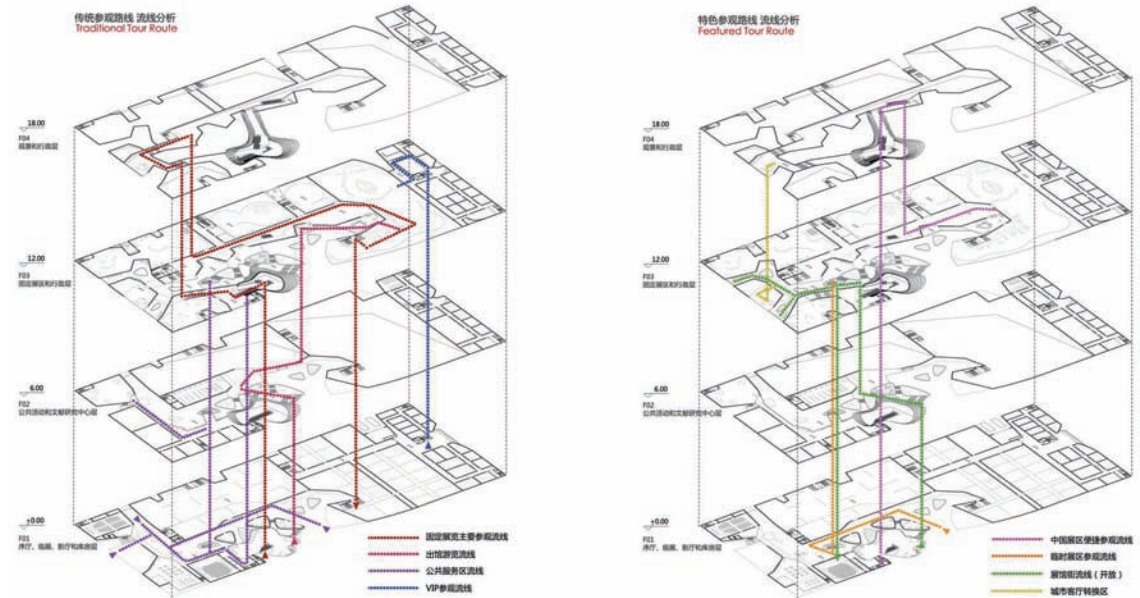 传统参观路线 流线分析
Traditional Tour Route
18.00
F04
观景和行政层
12.00
F03
固定展区和行政层
6.00
F02
公共活动和文献研究中心层
±0.00
F01
序厅、临展、影厅和库房层
固定展览主要参观流线
出馆游览流线
公共服务区流线
VIP参观流线
特色参观路线 流线分析
Featured Tour Route
18.00
F04
观景和行政层
12.00
F03
固定展区和行政层
6.00
F02
公共活动和文献研究中心层
±0.00
F01
序厅、临展、影厅和库房层
中国展区便捷参观流线
临时展区参观流线
展馆街流线（开放）
城市客厅转换区